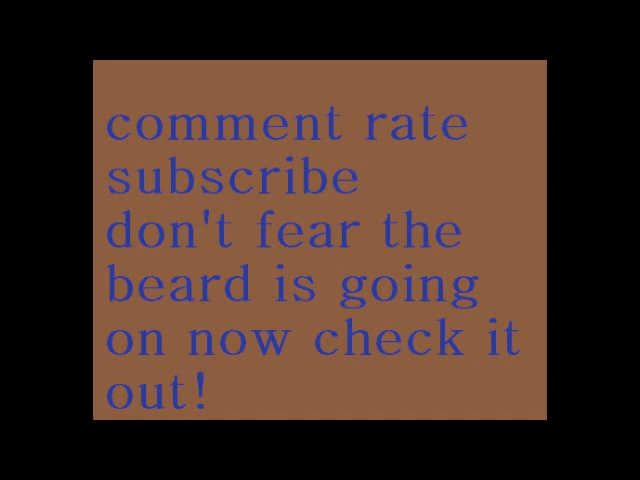 comment rate
subscribe
don't fear the
beard is going
on now check it
out!